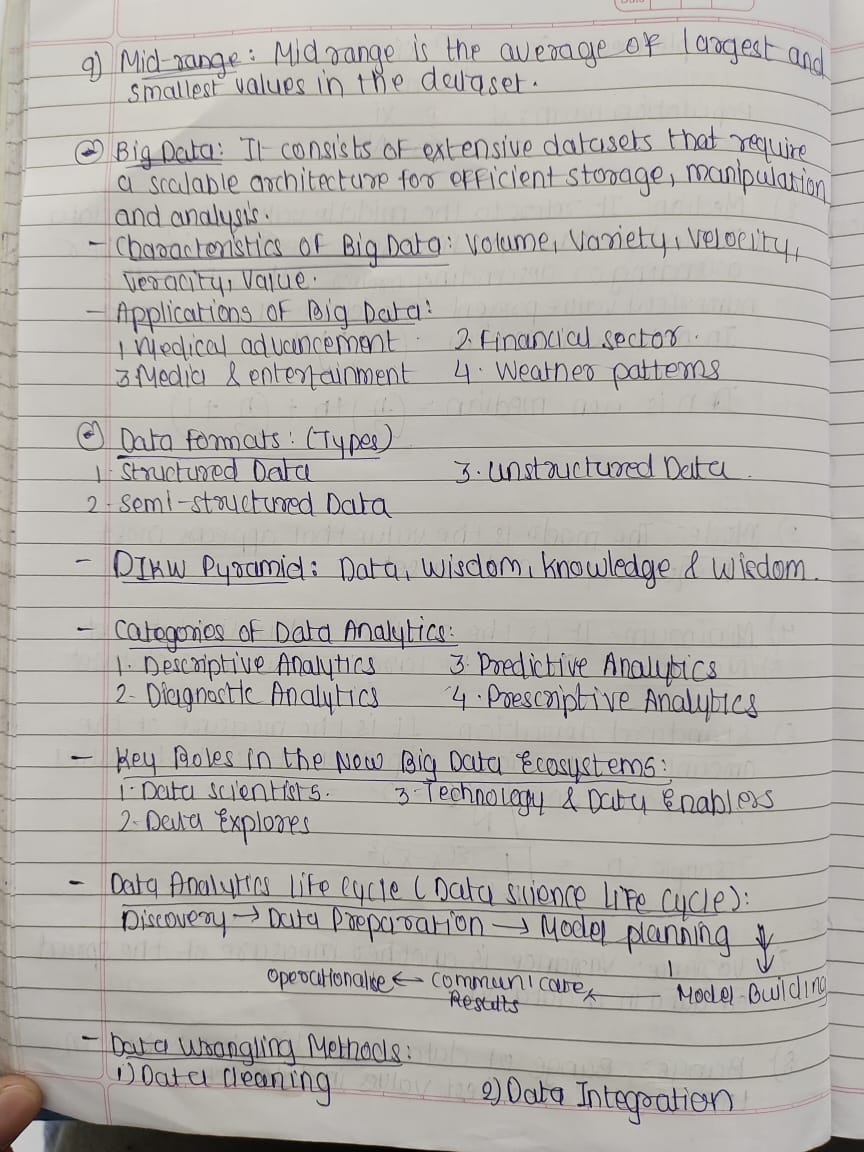 9) Mid-range: Midrange is the average of largest and
smallest values in the dataset.
Big Data: It consists of extensive datasets that require
a scalable architecture for efficient storage, manipulation
and analysis.
- Characteristics of Big Data: Volume, Variety, Velocity,
Veracity, Value.
- Applications of Big Data:
1 Medical advancement 2. Financial sector.
3 Media & entertainment 4. Weather patterns
Data Formats: (Types)
1. Structured Data 3. Unstructured Data.
2. Semi-structured Data
- DIKW Pyramid: Data, Wisdom, Knowledge & Wisdom.
- Categories of Data Analytics:
1. Descriptive Analytics 3. Predictive Analytics
2. Diagnostic Analytics 4. Prescriptive Analytics
- Key Roles in the New Big Data Ecosystems:
1. Data scientists. 3. Technology & Data Enablers
2. Data Explores
- Data Analytics life cycle (Data science life cycle):
Discovery → Data Preparation → Model planning ↓
Operationalise ← communicate ← Model Building
Results
- Data Wrangling Methods:
1) Data cleaning 2) Data Integration